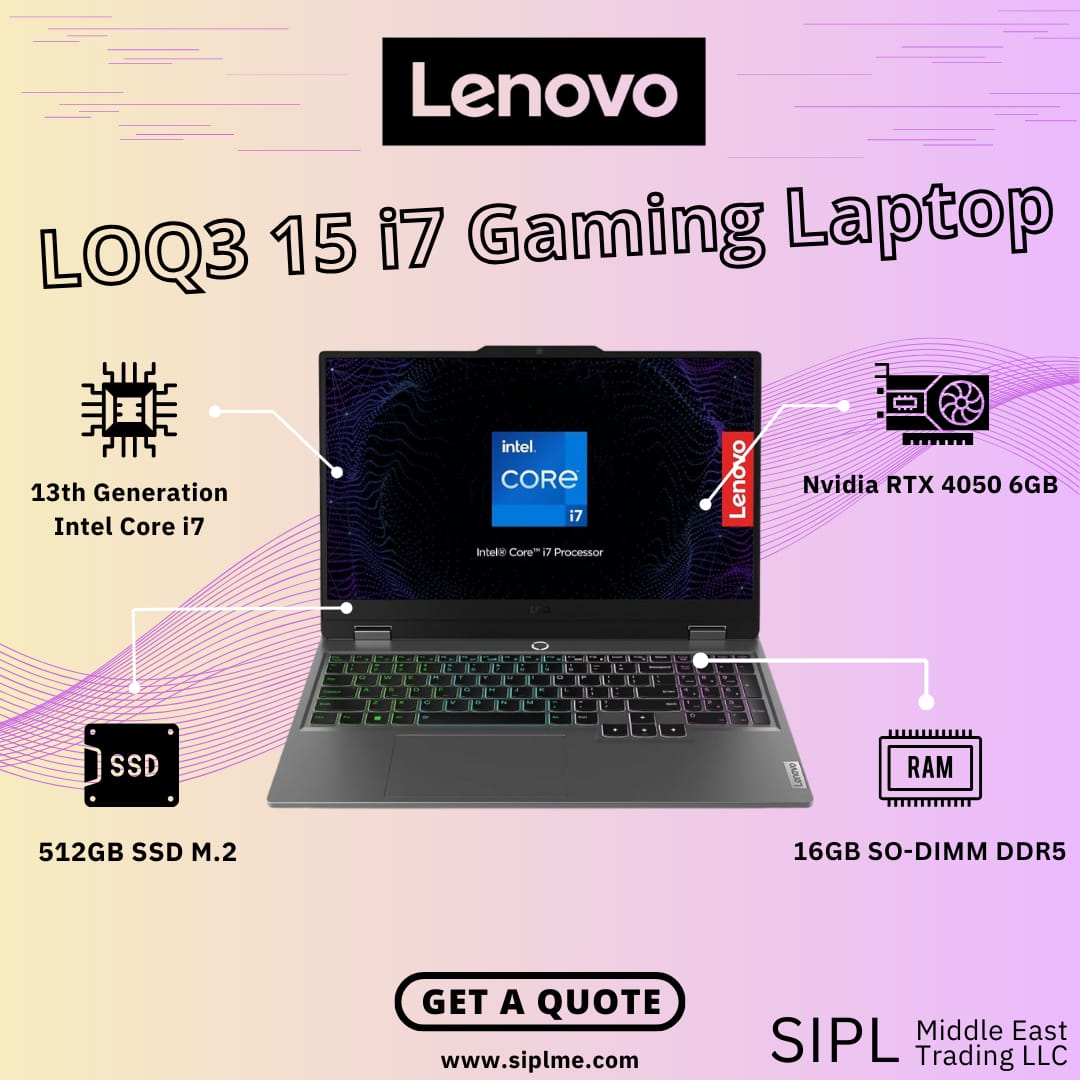 Lenovo
LOQ3 15 i7 Gaming Laptop
13th Generation
Intel Core i7
Nvidia RTX 4050 6GB
intel.
CORE
i7
Intel® Core™ i7 Processor
Lenovo
LOQ
Lenovo
SSD
512GB SSD M.2
RAM
16GB SO-DIMM DDR5
GET A QUOTE
www.siplme.com
SIPL
Middle East
Trading LLC